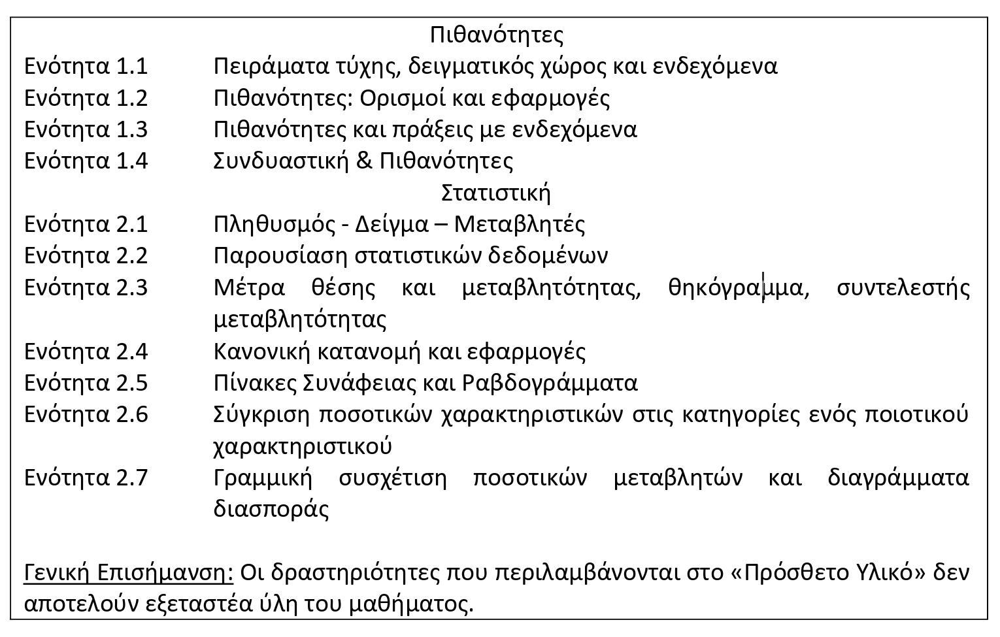 Πιθανότητες
Ενότητα 1.1 Πειράματα τύχης, δειγματικός χώρος και ενδεχόμενα
Ενότητα 1.2 Πιθανότητες: Ορισμοί και εφαρμογές
Ενότητα 1.3 Πιθανότητες και πράξεις με ενδεχόμενα
Ενότητα 1.4 Συνδυαστική & Πιθανότητες
Στατιστική
Ενότητα 2.1 Πληθυσμός - Δείγμα – Μεταβλητές
Ενότητα 2.2 Παρουσίαση στατιστικών δεδομένων
Ενότητα 2.3 Μέτρα θέσης και μεταβλητότητας, θηκόγραμμα, συντελεστής
μεταβλητότητας
Ενότητα 2.4 Κανονική κατανομή και εφαρμογές
Ενότητα 2.5 Πίνακες Συνάφειας και Ραβδογράμματα
Ενότητα 2.6 Σύγκριση ποσοτικών χαρακτηριστικών στις κατηγορίες ενός ποιοτικού
χαρακτηριστικού
Ενότητα 2.7 Γραμμική συσχέτιση ποσοτικών μεταβλητών και διαγράμματα
διασποράς
Γενική Επισήμανση: Οι δραστηριότητες που περιλαμβάνονται στο «Πρόσθετο Υλικό» δεν
αποτελούν εξεταστέα ύλη του μαθήματος.